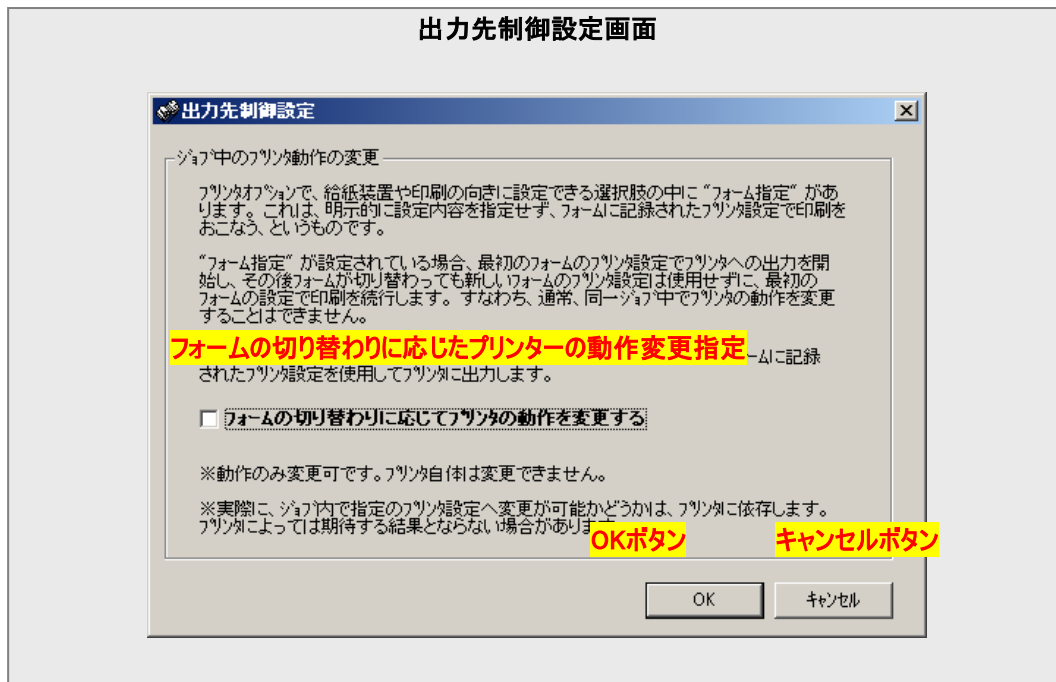 出力先制御設定画面
出力先制御設定
ジョブ中のプリンタ動作の変更
プリンタオプションで、給紙装置や印刷の向きに設定できる選択肢の中に “フォーム指定” があ
ります。これは、明示的に設定内容を指定せず、フォームに記録されたプリンタ設定で印刷を
おこなう、というものです。
“フォーム指定” が設定されている場合、最初のフォームのプリンタ設定でプリンタへの出力を開
始し、その後フォームが切り替わっても新しいフォームのプリンタ設定は使用せずに、最初の
フォームの設定で印刷を続行します。すなわち、通常、同一ジョブ中でプリンタの動作を変更
することはできません。
フォームの切り替わりに応じたプリンターの動作変更指定
ームに記録
されたプリンタ設定を使用してプリンタに出力します。
フォームの切り替わりに応じてプリンタの動作を変更する
※動作のみ変更可です。プリンタ自体は変更できません。
※実際に、ジョブ内で指定のプリンタ設定へ変更が可能かどうかは、プリンタに依存します。
プリンタによっては期待する結果とならない場合があります
OKボタン
キャンセルボタン
OK
キャンセル